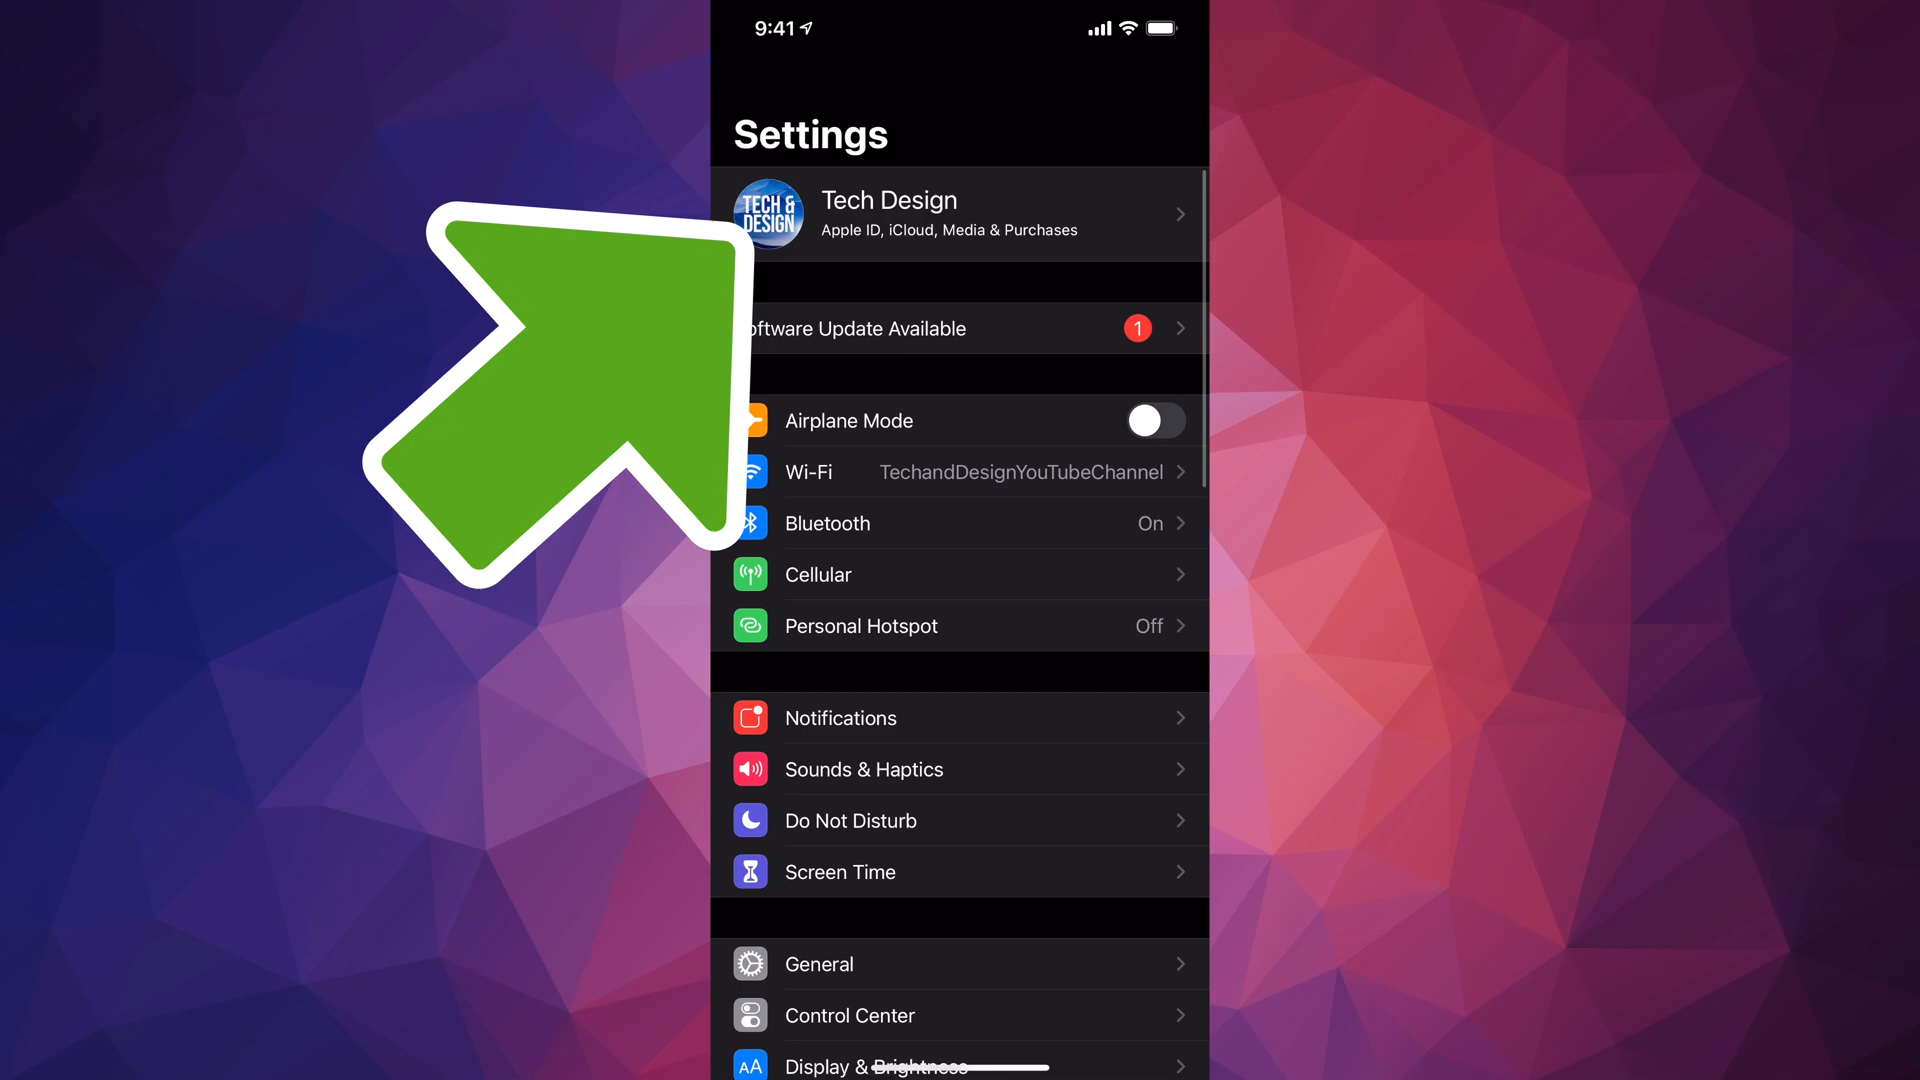 9:41
Settings
TECH &
DESIGN
Tech Design
Apple ID, iCloud, Media & Purchases
oftware Update Available 1
Airplane Mode
Wi-Fi TechandDesignYouTubeChannel
Bluetooth On
Cellular
Personal Hotspot Off
Notifications
Sounds & Haptics
Do Not Disturb
Screen Time
General
Control Center
AA Display & Brightness